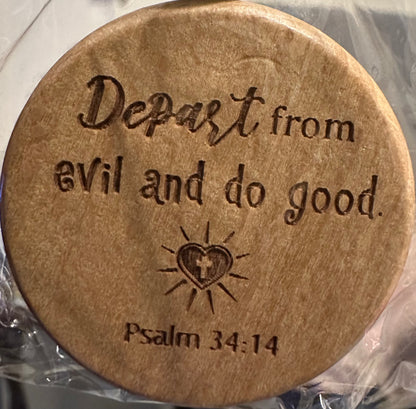 Depart from
evil and do good.
Psalm 34:14